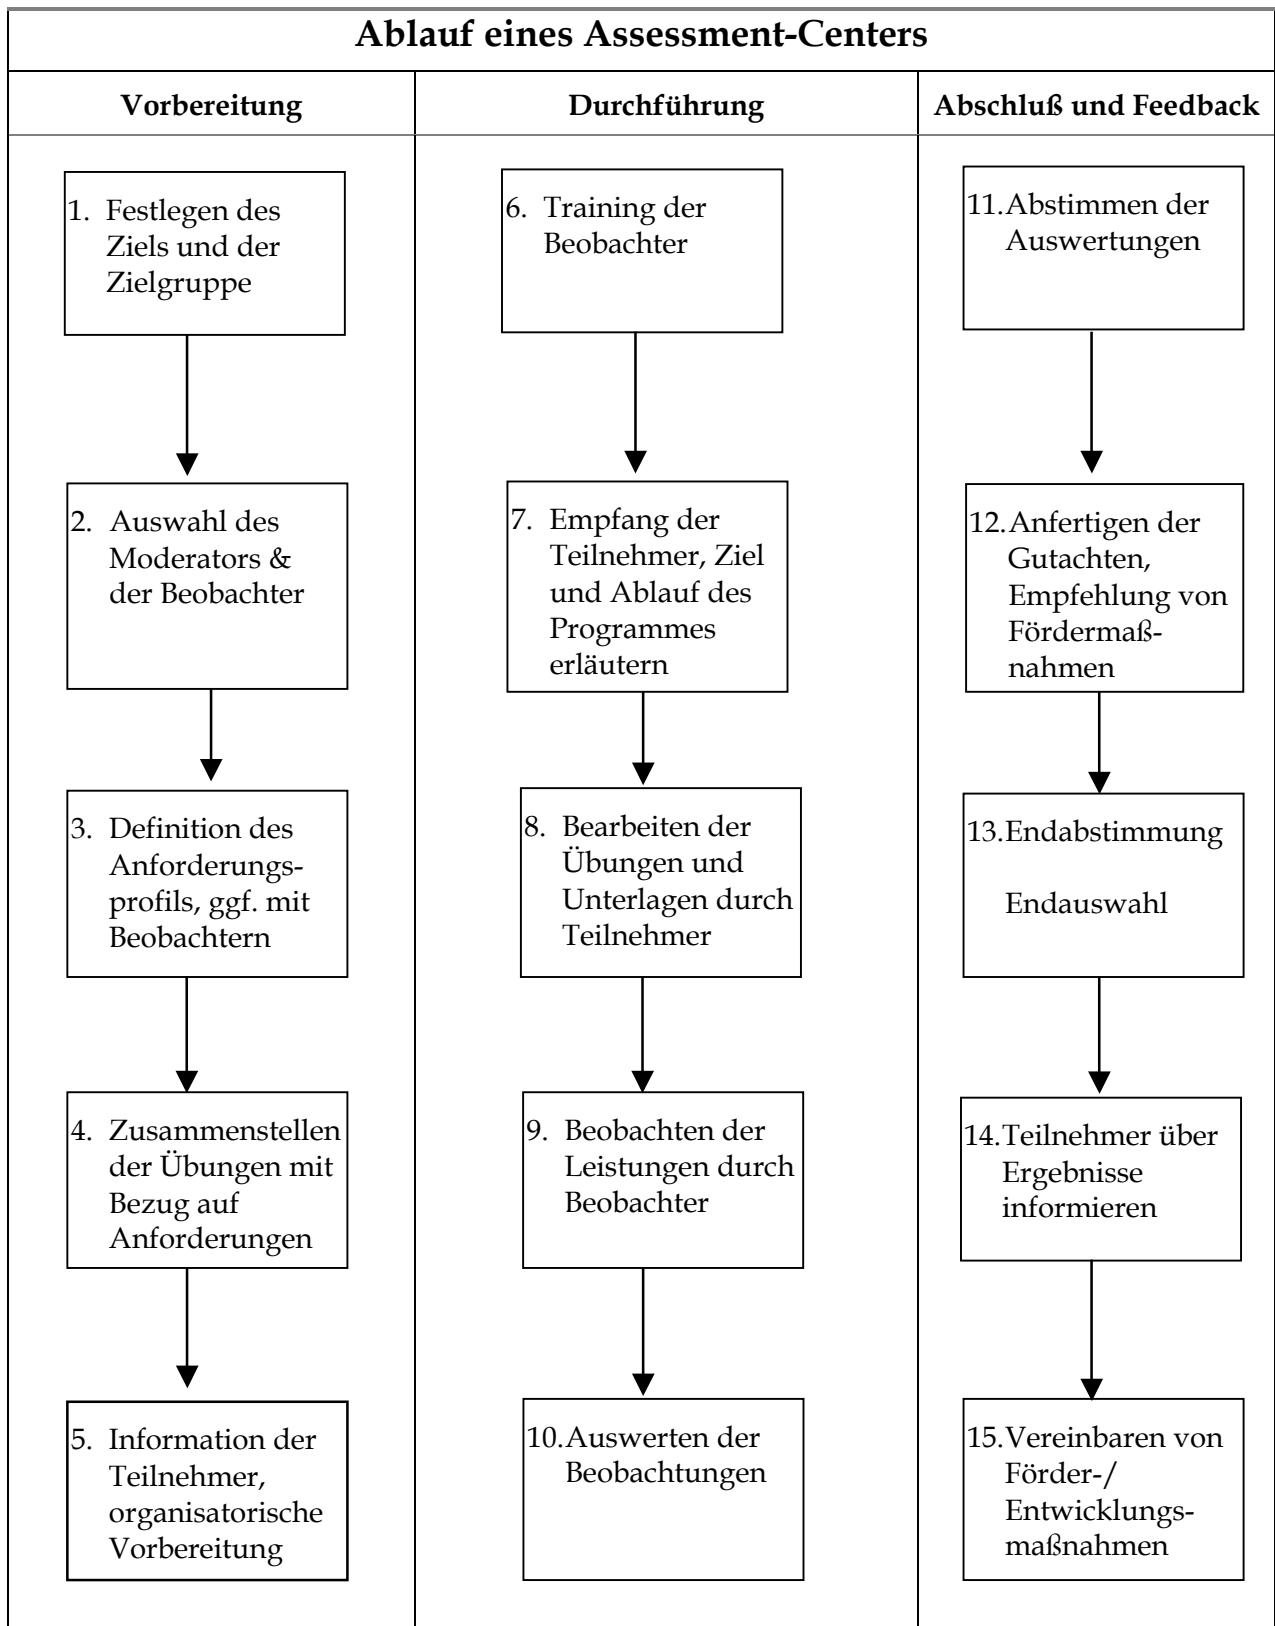 Ablauf eines Assessment-Centers
Vorbereitung
1. Festlegen des
Ziels und der
Zielgruppe
2. Auswahl des
Moderators &
der Beobachter
3. Definition des
Anforderungs-
profils, ggf. mit
Beobachtern
4. Zusammenstellen
der Übungen mit
Bezug auf
Anforderungen
5. Information der
Teilnehmer,
organisatorische
Vorbereitung
Durchführung
6. Training der
Beobachter
7. Empfang der
Teilnehmer, Ziel
und Ablauf des
Programmes
erläutern
8. Bearbeiten der
Übungen und
Unterlagen durch
Teilnehmer
9. Beobachten der
Leistungen durch
Beobachter
10.Auswerten der
Beobachtungen
Abschluß und Feedback
11.Abstimmen der
Auswertungen
12.Anfertigen der
Gutachten,
Empfehlung von
Fördermaß-
nahmen
13.Endabstimmung
Endauswahl
14.Teilnehmer über
Ergebnisse
informieren
15.Vereinbaren von
Förder-/
Entwicklungs-
maßnahmen